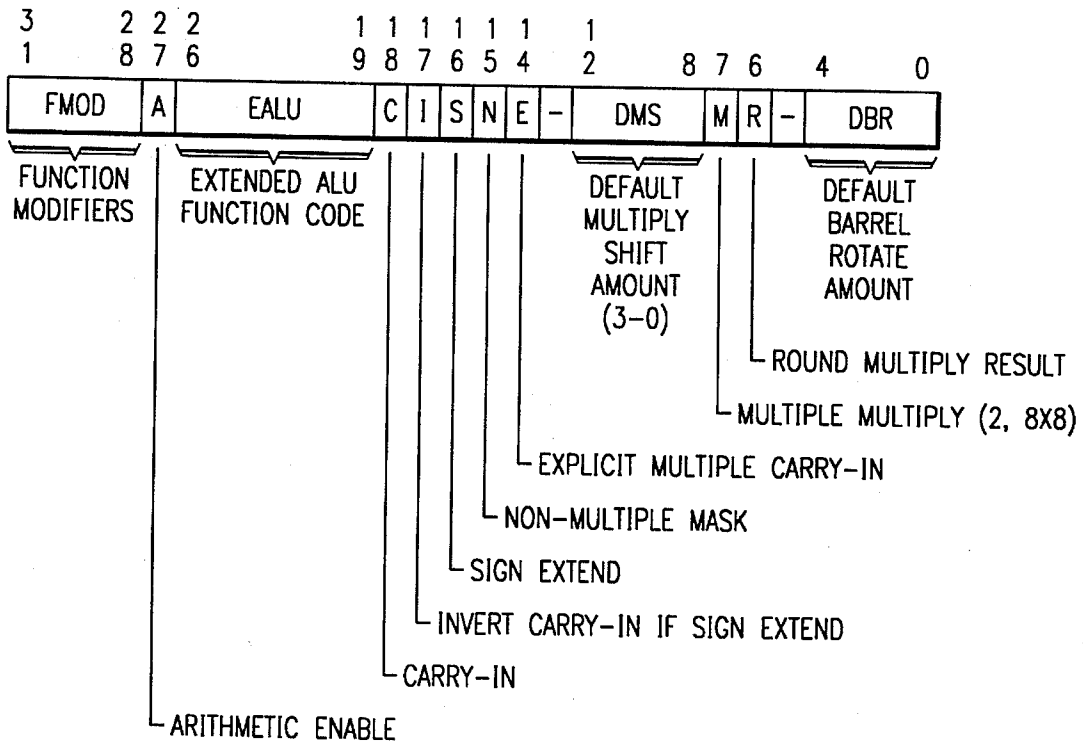 3 2 2 2 1 1 1 1 1 1 1
1 8 7 6 9 8 7 6 5 4 2 8 7 6 4 0
FMOD A EALU C I S N E - DMS M R - DBR
FUNCTION MODIFIERS
EXTENDED ALU FUNCTION CODE
DEFAULT MULTIPLY SHIFT AMOUNT (3-0)
DEFAULT BARREL ROTATE AMOUNT
ROUND MULTIPLY RESULT
MULTIPLE MULTIPLY (2, 8X8)
EXPLICIT MULTIPLE CARRY-IN
NON-MULTIPLE MASK
SIGN EXTEND
INVERT CARRY-IN IF SIGN EXTEND
CARRY-IN
ARITHMETIC ENABLE